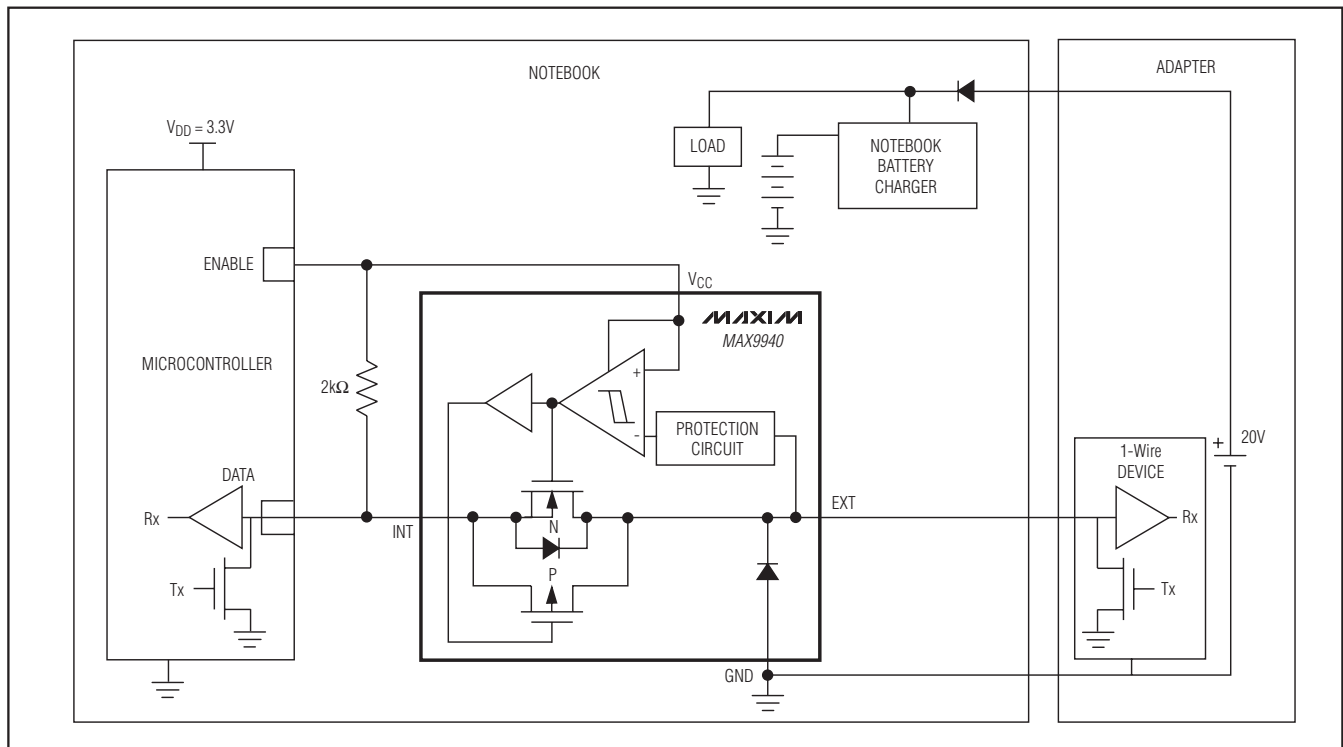 NOTEBOOK
ADAPTER
V_DD = 3.3V
LOAD
NOTEBOOK
BATTERY
CHARGER
ENABLE
V_CC
MAXIM
MAX9940
MICROCONTROLLER
2kΩ
+
-
PROTECTION
CIRCUIT
+
20V
1-Wire
DEVICE
DATA
Rx
INT
N
EXT
Rx
P
Tx
Tx
GND